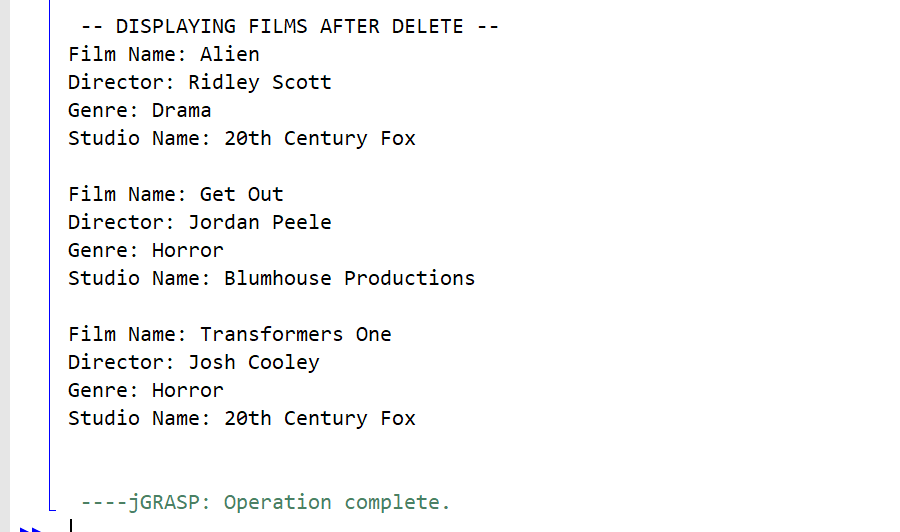 -- DISPLAYING FILMS AFTER DELETE --
Film Name: Alien
Director: Ridley Scott
Genre: Drama
Studio Name: 20th Century Fox
Film Name: Get Out
Director: Jordan Peele
Genre: Horror
Studio Name: Blumhouse Productions
Film Name: Transformers One
Director: Josh Cooley
Genre: Horror
Studio Name: 20th Century Fox
----jGRASP: Operation complete.